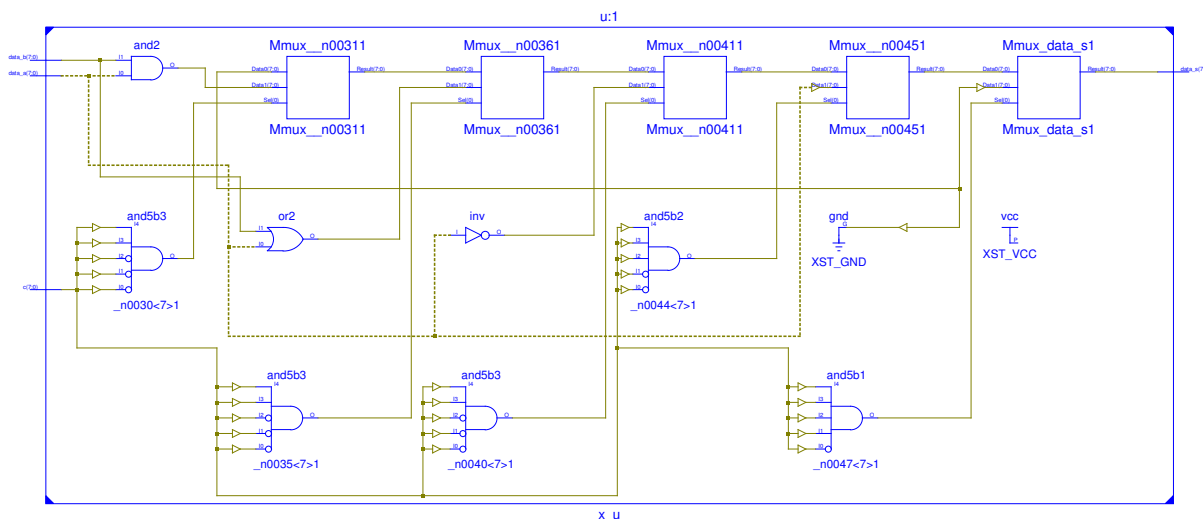 u:1
data_b(7:0)
data_a(7:0)
and2
I1
I0
O
Mmux__n00311
Data0(7:0)
Data1(7:0)
Sel(0)
Result(7:0)
Mmux__n00311
Mmux__n00361
Data0(7:0)
Data1(7:0)
Sel(0)
Result(7:0)
Mmux__n00361
Mmux__n00411
Data0(7:0)
Data1(7:0)
Sel(0)
Result(7:0)
Mmux__n00411
Mmux__n00451
Data0(7:0)
Data1(7:0)
Sel(0)
Result(7:0)
Mmux__n00451
Mmux_data_s1
Data0(7:0)
Data1(7:0)
Sel(0)
Result(7:0)
Mmux_data_s1
data_s(7
c(7:0)
and5b3
I4
I3
I2
I1
I0
O
_n0030<7>1
or2
I1
I0
O
inv
I
O
and5b2
I4
I3
I2
I1
I0
O
_n0044<7>1
gnd
G
XST_GND
vcc
P
XST_VCC
and5b3
I4
I3
I2
I1
I0
O
_n0035<7>1
and5b3
I4
I3
I2
I1
I0
O
_n0040<7>1
and5b1
I4
I3
I2
I1
I0
O
_n0047<7>1
x_u